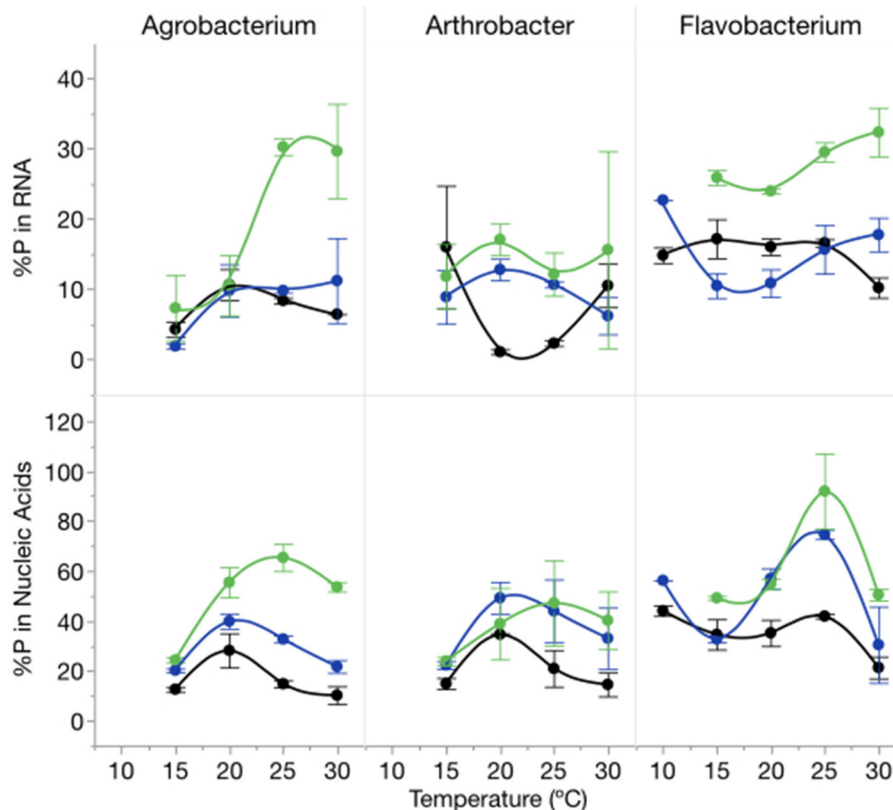 Agrobacterium Arthrobacter Flavobacterium
%P in RNA
40
30
20
10
0
%P in Nucleic Acids
120
100
80
60
40
20
0
10 15 20 25 30 10 15 20 25 30 10 15 20 25 30
Temperature (ºC)